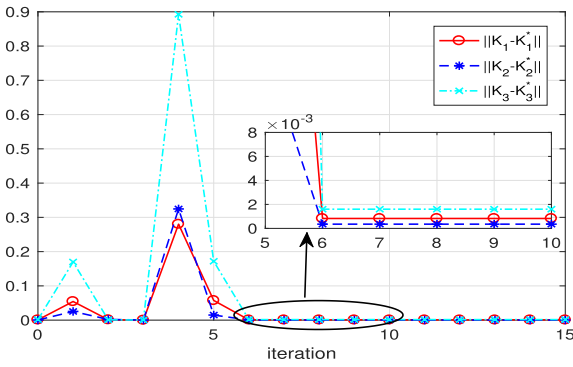 0.9
0.8
0.7
0.6
0.5
0.4
0.3
0.2
0.1
0
0 5 10 15
iteration
||K₁-K₁*||
||K₂-K₂*||
||K₃-K₃*||
×10⁻³
8
6
4
2
0
5 6 7 8 9 10